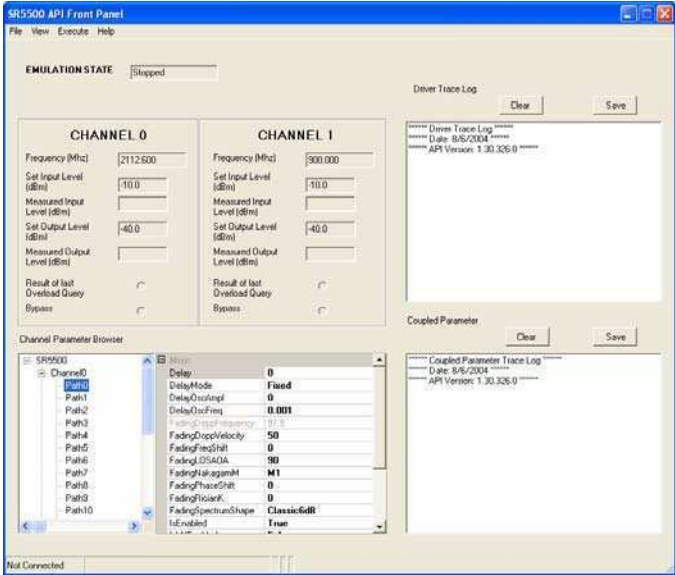 SR5500 API Front Panel
File View Execute Help
EMULATION STATE Stopped
Driver Trace Log
Clear Save
****** Driver Trace Log ******
****** Date: 8/6/2004 ******
****** API Version: 1.30.326.0 ******
CHANNEL 0
Frequency (Mhz) 2112.600
Set Input Level (dBm) -10.0
Measured Input Level (dBm)
Set Output Level (dBm) -40.0
Measured Output Level (dBm)
Result of last Overload Query
Bypass
CHANNEL 1
Frequency (Mhz) 900.000
Set Input Level (dBm) -10.0
Measured Input Level (dBm)
Set Output Level (dBm) -40.0
Measured Output Level (dBm)
Result of last Overload Query
Bypass
Channel Parameter Browser
SR5500
Channel0
Path0
Path1
Path2
Path3
Path4
Path5
Path6
Path7
Path8
Path9
Path10
Misc
Delay 0
DelayMode Fixed
DelayOscAmpl 0
DelayOscFreq 0.001
FadingDoppFrequency 97.9
FadingDoppVelocity 50
FadingFreqShift 0
FadingLOSAOA 90
FadingNakagamiM M1
FadingPhaseShift 0
FadingRicianK 0
FadingSpectrumShape Classic6dB
IsEnabled True
Coupled Parameter
Clear Save
****** Coupled Parameter Trace Log ******
****** Date: 8/6/2004 ******
****** API Version: 1.30.326.0 ******
Not Connected